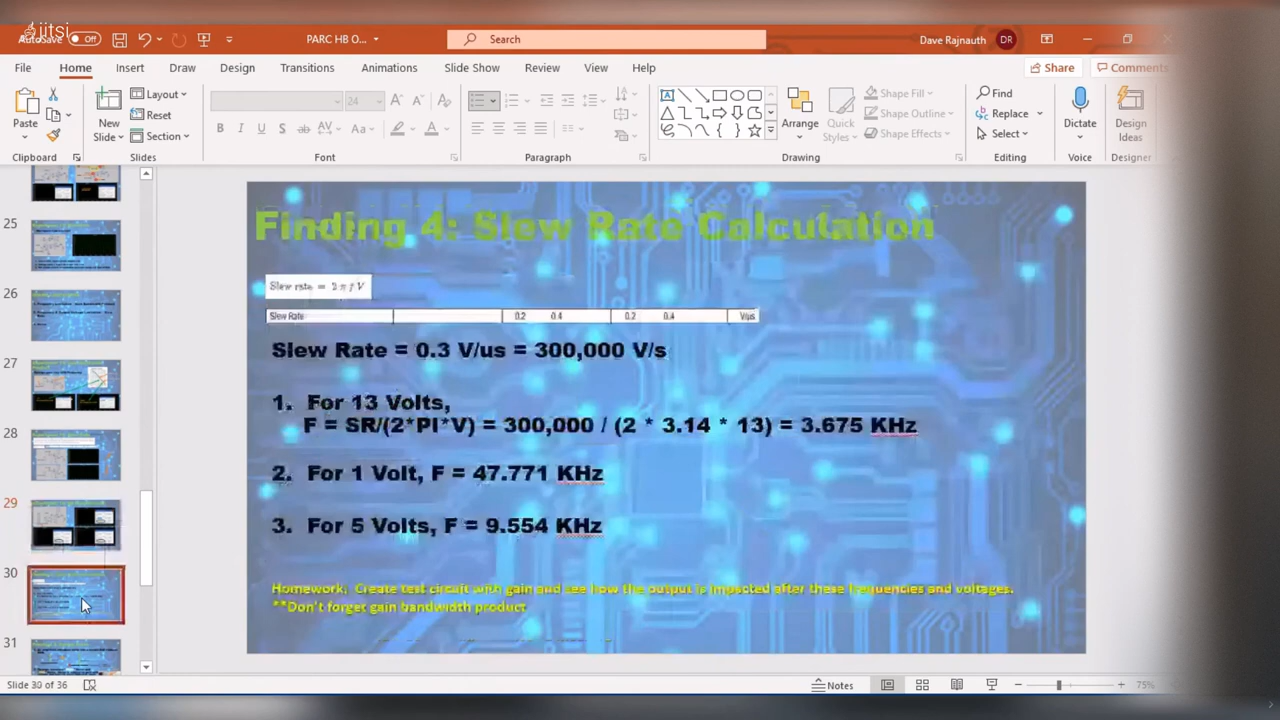 jitsi
AutoSave Off
PARC HB O...
Search
Dave Rajnauth DR
File Home Insert Draw Design Transitions Animations Slide Show Review View Help
Share Comments
Paste
New
Slide
Layout
Reset
Section
24
B I U S ab AV Aa A
Arrange
Quick
Styles
Shape Fill
Shape Outline
Shape Effects
Find
Replace
Select
Dictate
Design
Ideas
Clipboard Slides Font Paragraph Drawing Editing Voice Designer
25
26
27
28
29
30
31
Finding 4: Slew Rate Calculation
Slew rate = 2 π f V
Slew Rate 0.2 0.4 0.2 0.4 V/µs
Slew Rate = 0.3 V/us = 300,000 V/s
1. For 13 Volts,
F = SR/(2*PI*V) = 300,000 / (2 * 3.14 * 13) = 3.675 KHz
2. For 1 Volt, F = 47.771 KHz
3. For 5 Volts, F = 9.554 KHz
Homework: Create test circuit with gain and see how the output is impacted after these frequencies and voltages.
**Don't forget gain bandwidth product
Slide 30 of 36
Notes
75%